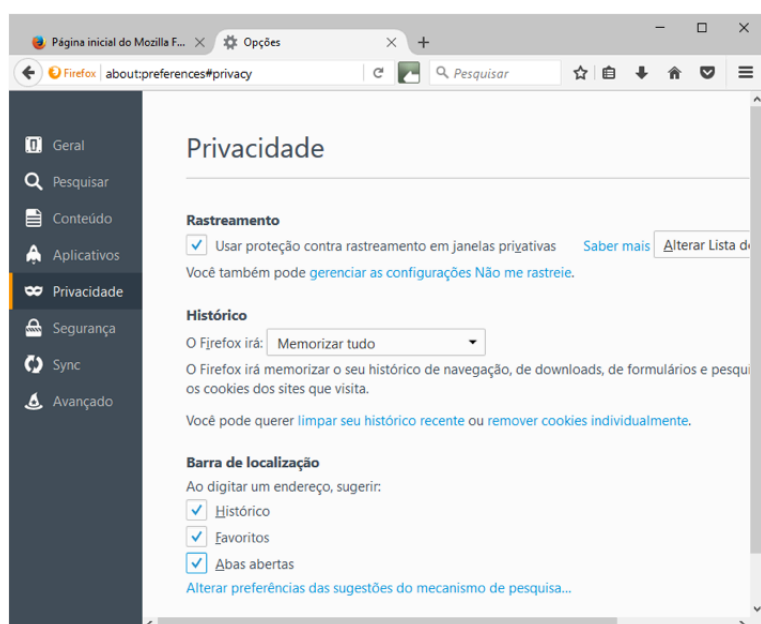 Página inicial do Mozilla F...
Opções
Firefox about:preferences#privacy
Pesquisar
Geral
Pesquisar
Conteúdo
Aplicativos
Privacidade
Segurança
Sync
Avançado
Privacidade
Rastreamento
Usar proteção contra rastreamento em janelas privativas Saber mais Alterar Lista d
Você também pode gerenciar as configurações Não me rastreie.
Histórico
O Firefox irá: Memorizar tudo
O Firefox irá memorizar o seu histórico de navegação, de downloads, de formulários e pesqui
os cookies dos sites que visita.
Você pode querer limpar seu histórico recente ou remover cookies individualmente.
Barra de localização
Ao digitar um endereço, sugerir:
Histórico
Favoritos
Abas abertas
Alterar preferências das sugestões do mecanismo de pesquisa...